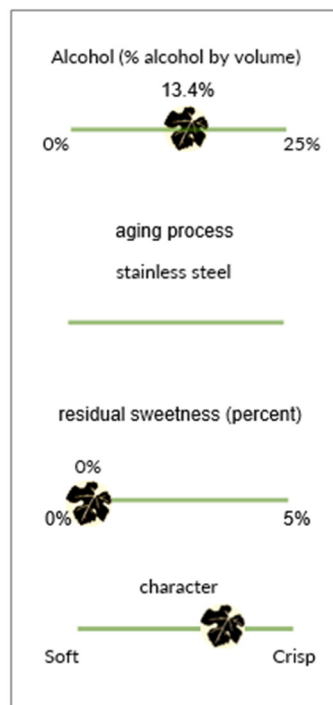 Alcohol (% alcohol by volume)
13.4%
0% 25%
aging process
stainless steel
residual sweetness (percent)
0%
0% 5%
character
Soft Crisp